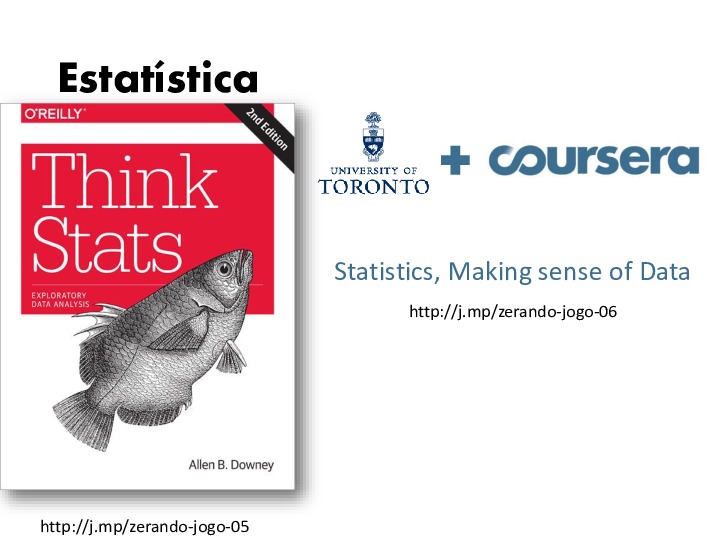 Estatística
O'REILLY®
2nd Edition
Think
Stats
EXPLORATORY
DATA ANALYSIS
Allen B. Downey
http://j.mp/zerando-jogo-05
UNIVERSITY OF
TORONTO
+ coursera
Statistics, Making sense of Data
http://j.mp/zerando-jogo-06